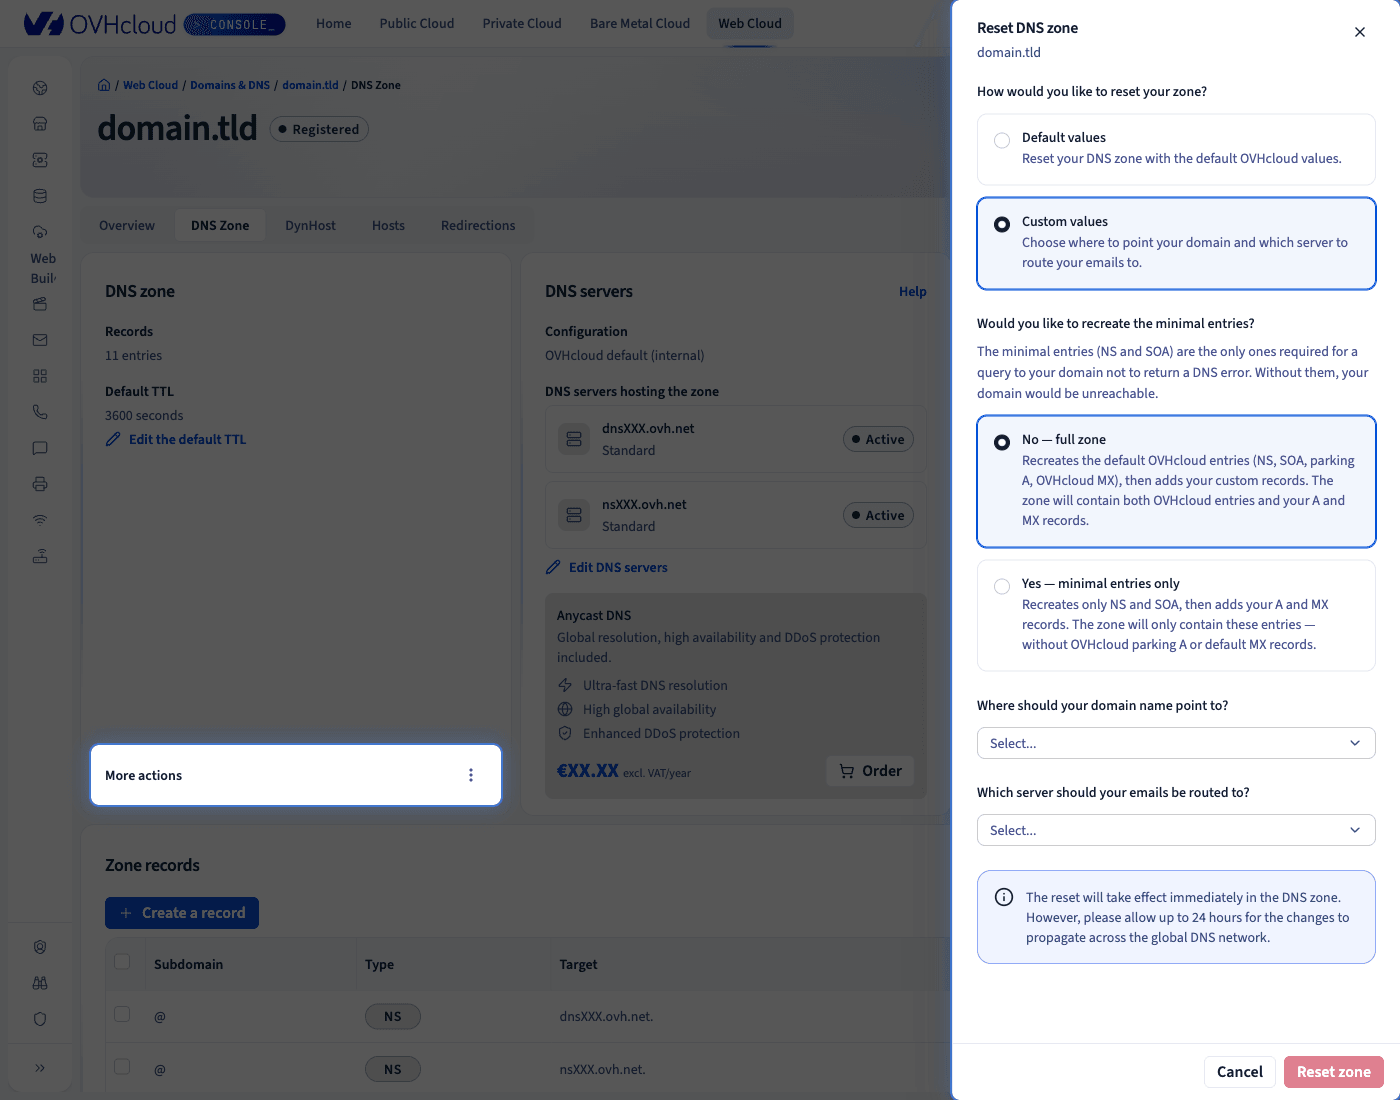 OVHcloud CONSOLE_
Home
Public Cloud
Private Cloud
Bare Metal Cloud
Web Cloud
/ Web Cloud / Domains & DNS / domain.tld / DNS Zone
domain.tld
Registered
Web
Buil
Overview
DNS Zone
DynHost
Hosts
Redirections
DNS zone
Records
11 entries
Default TTL
3600 seconds
Edit the default TTL
More actions
DNS servers
Help
Configuration
OVHcloud default (internal)
DNS servers hosting the zone
dnsXXX.ovh.net
Standard
Active
nsXXX.ovh.net
Standard
Active
Edit DNS servers
Anycast DNS
Global resolution, high availability and DDoS protection
included.
Ultra-fast DNS resolution
High global availability
Enhanced DDoS protection
€XX.XX excl. VAT/year
Order
Zone records
+ Create a record
Subdomain
Type
Target
@
NS
dnsXXX.ovh.net.
@
NS
nsXXX.ovh.net.
Reset DNS zone
domain.tld
How would you like to reset your zone?
Default values
Reset your DNS zone with the default OVHcloud values.
Custom values
Choose where to point your domain and which server to
route your emails to.
Would you like to recreate the minimal entries?
The minimal entries (NS and SOA) are the only ones required for a
query to your domain not to return a DNS error. Without them, your
domain would be unreachable.
No — full zone
Recreates the default OVHcloud entries (NS, SOA, parking
A, OVHcloud MX), then adds your custom records. The
zone will contain both OVHcloud entries and your A and
MX records.
Yes — minimal entries only
Recreates only NS and SOA, then adds your A and MX
records. The zone will only contain these entries —
without OVHcloud parking A or default MX records.
Where should your domain name point to?
Select...
Which server should your emails be routed to?
Select...
The reset will take effect immediately in the DNS zone.
However, please allow up to 24 hours for the changes to
propagate across the global DNS network.
Cancel
Reset zone